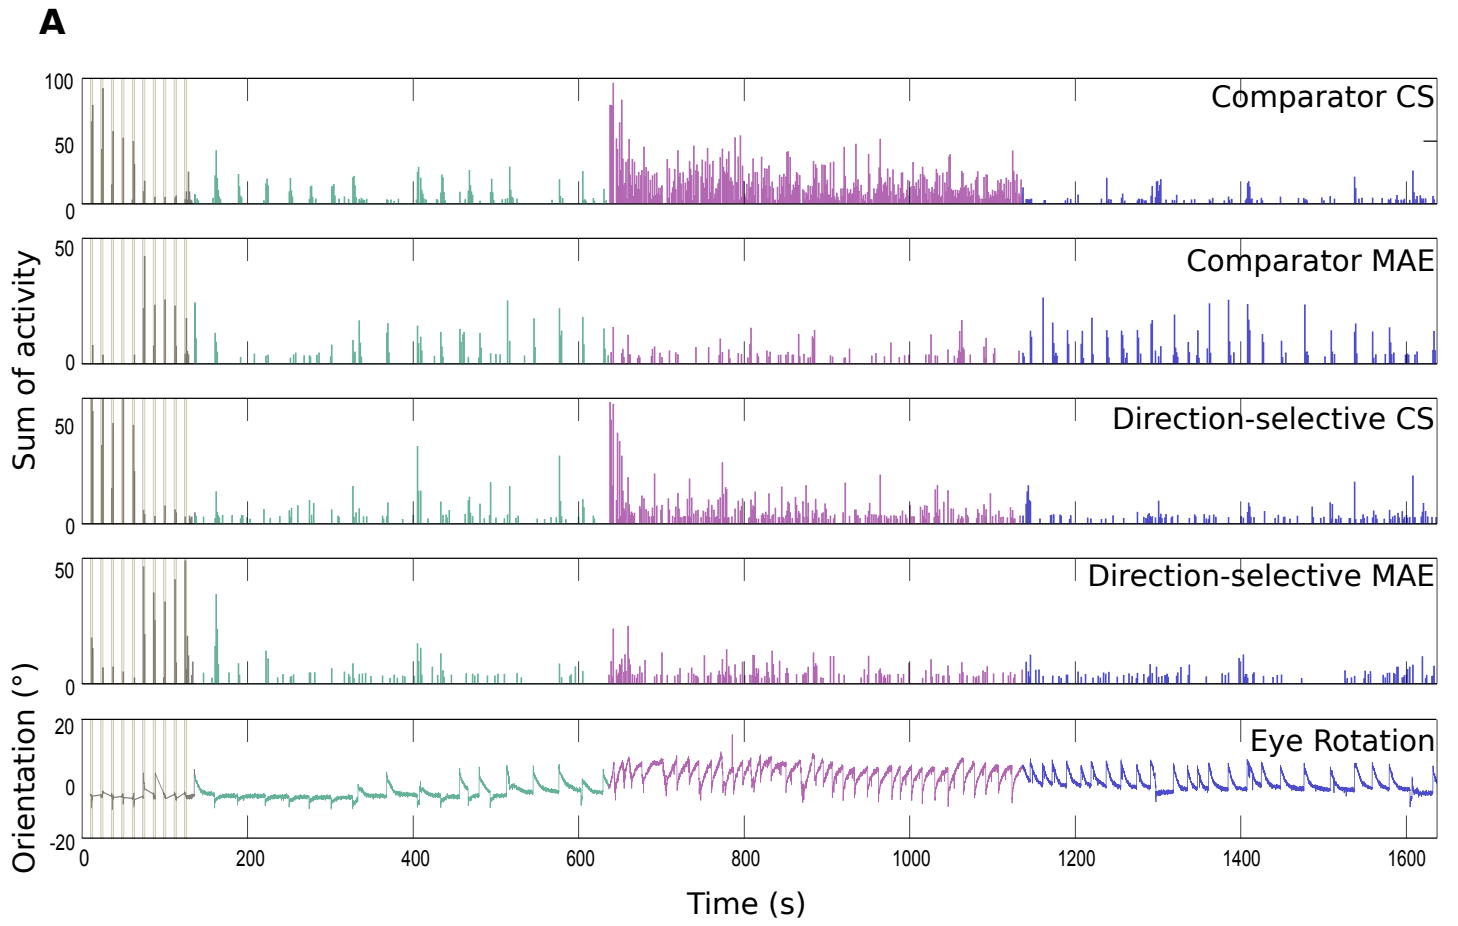 A
100
50
0
Comparator CS
50
0
Comparator MAE
50
0
Direction-selective CS
50
0
Direction-selective MAE
20
0
-20
Eye Rotation
Sum of activity
Orientation (°)
0 200 400 600 800 1000 1200 1400 1600
Time (s)